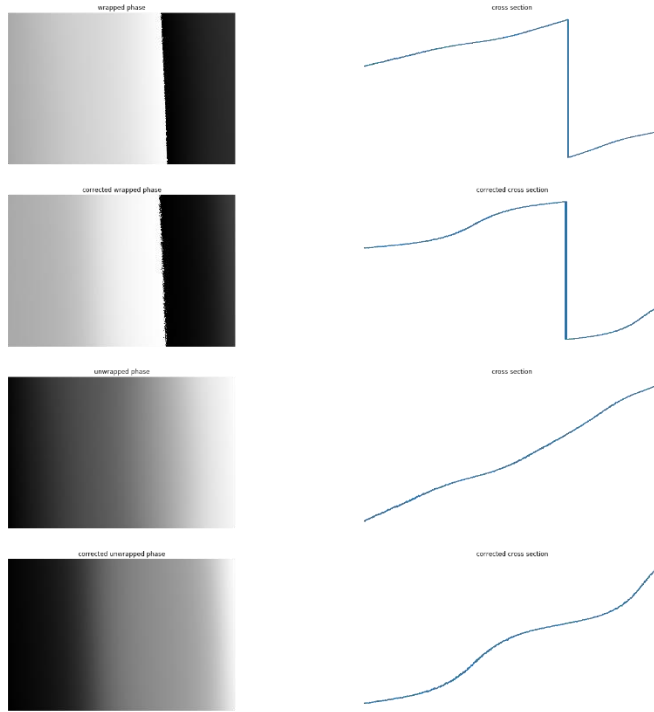 wrapped phase
cross section
corrected wrapped phase
corrected cross section
unwrapped phase
cross section
corrected unwrapped phase
corrected cross section